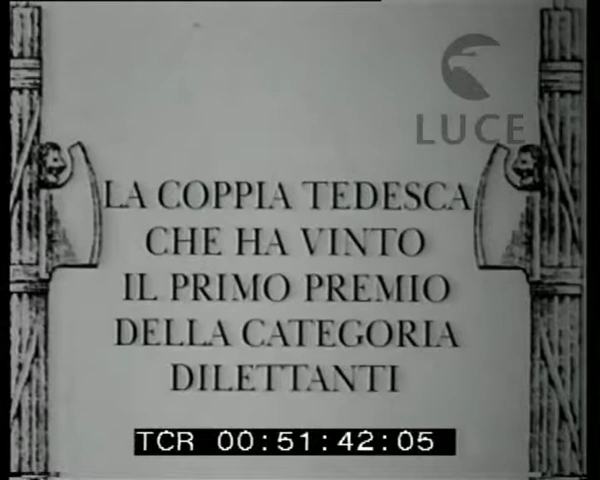 LUCE
LA COPPIA TEDESCA
CHE HA VINTO
IL PRIMO PREMIO
DELLA CATEGORIA
DILETTANTI
TCR 00:51:42:05